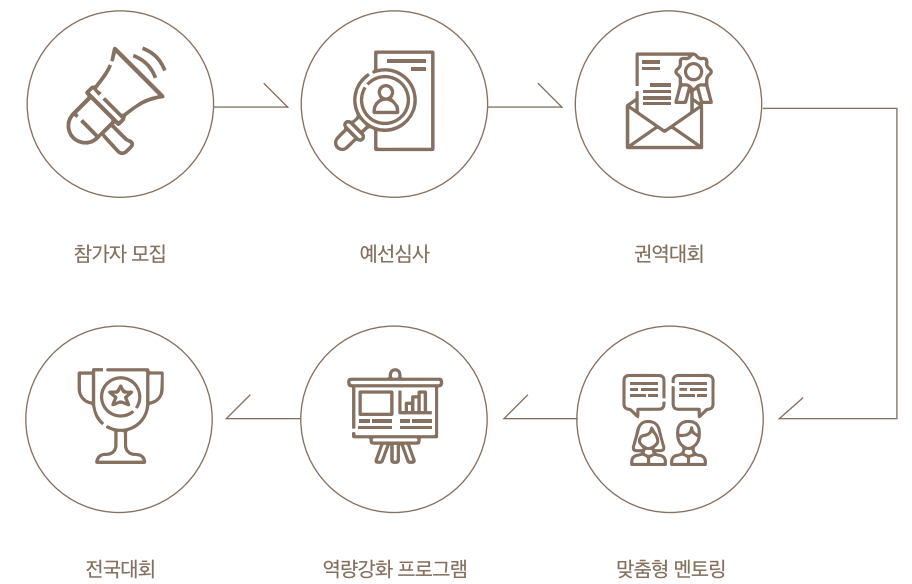 참가자 모집
예선심사
권역대회
맞춤형 멘토링
역량강화 프로그램
전국대회